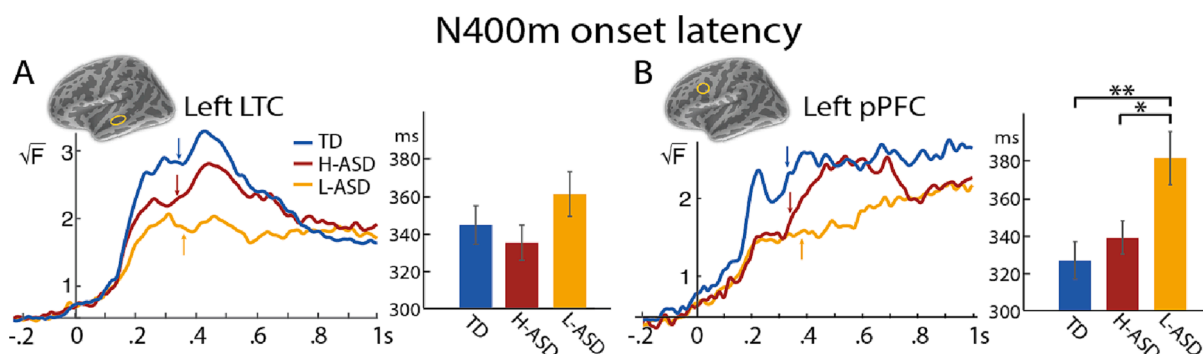 N400m onset latency
A
Left LTC
√F
3
2
1
TD
H-ASD
L-ASD
-.2 0 .2 .4 .6 .8 1s
ms
380
360
340
320
300
TD H-ASD L-ASD
B
Left pPFC
√F
2
1
-.2 0 .2 .4 .6 .8 1s
**
*
ms
380
360
340
320
300
TD H-ASD L-ASD